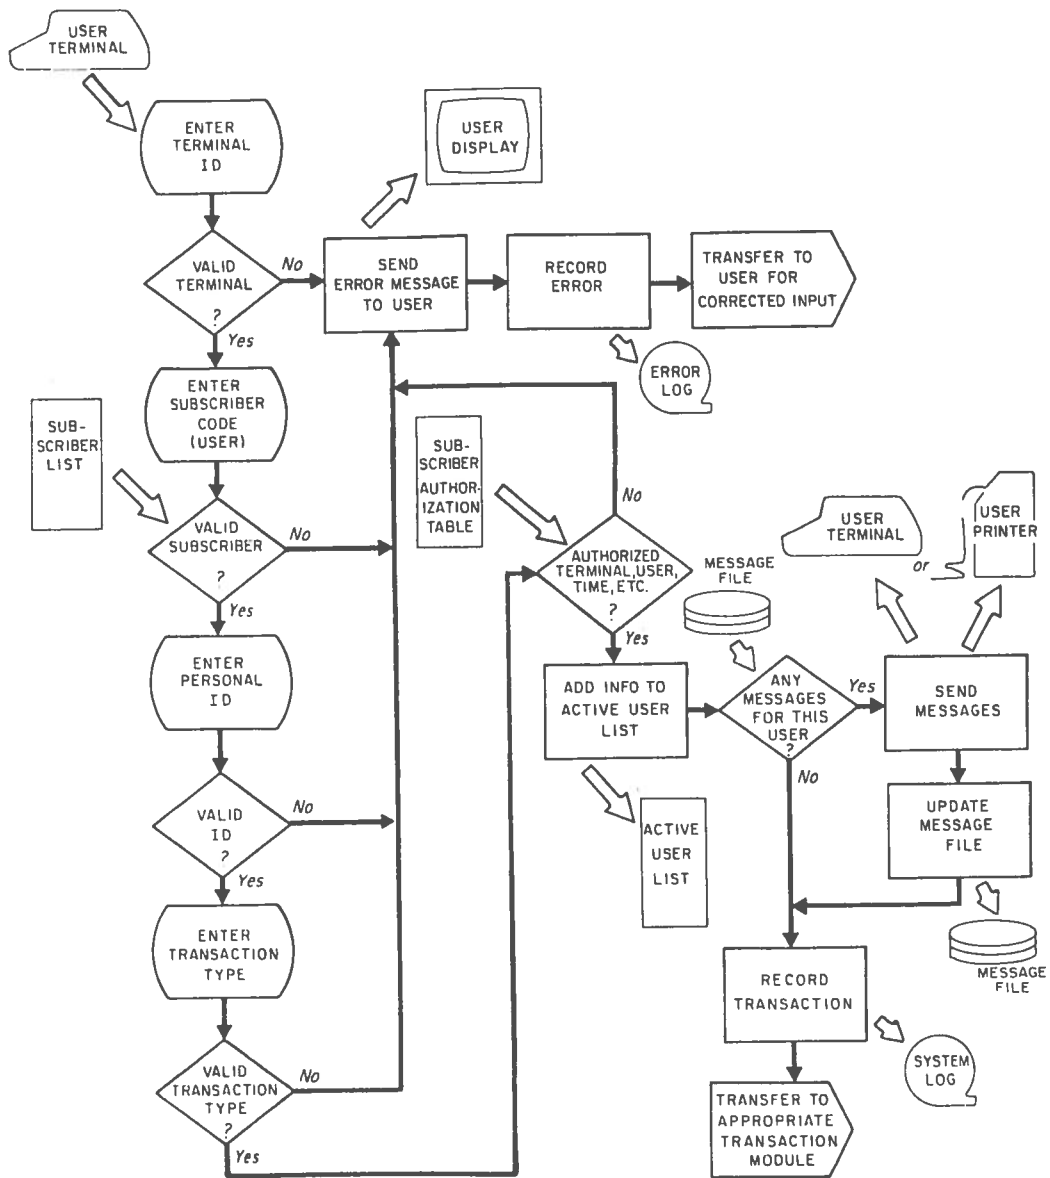 USER
TERMINAL
ENTER
TERMINAL
ID
USER
DISPLAY
VALID
TERMINAL
?
No
Yes
SEND
ERROR MESSAGE
TO USER
RECORD
ERROR
TRANSFER TO
USER FOR
CORRECTED INPUT
ERROR
LOG
ENTER
SUBSCRIBER
CODE
(USER)
SUB-
SCRIBER
LIST
VALID
SUBSCRIBER
?
No
Yes
SUB-
SCRIBER
AUTHOR-
IZATION
TABLE
No
AUTHORIZED
TERMINAL, USER,
TIME, ETC.
?
Yes
MESSAGE
FILE
USER
TERMINAL
or
USER
PRINTER
ENTER
PERSONAL
ID
ADD INFO TO
ACTIVE USER
LIST
ANY
MESSAGES
FOR THIS
USER
?
Yes
No
SEND
MESSAGES
VALID
ID
?
No
Yes
ACTIVE
USER
LIST
UPDATE
MESSAGE
FILE
MESSAGE
FILE
ENTER
TRANSACTION
TYPE
RECORD
TRANSACTION
SYSTEM
LOG
VALID
TRANSACTION
TYPE
?
No
Yes
TRANSFER TO
APPROPRIATE
TRANSACTION
MODULE